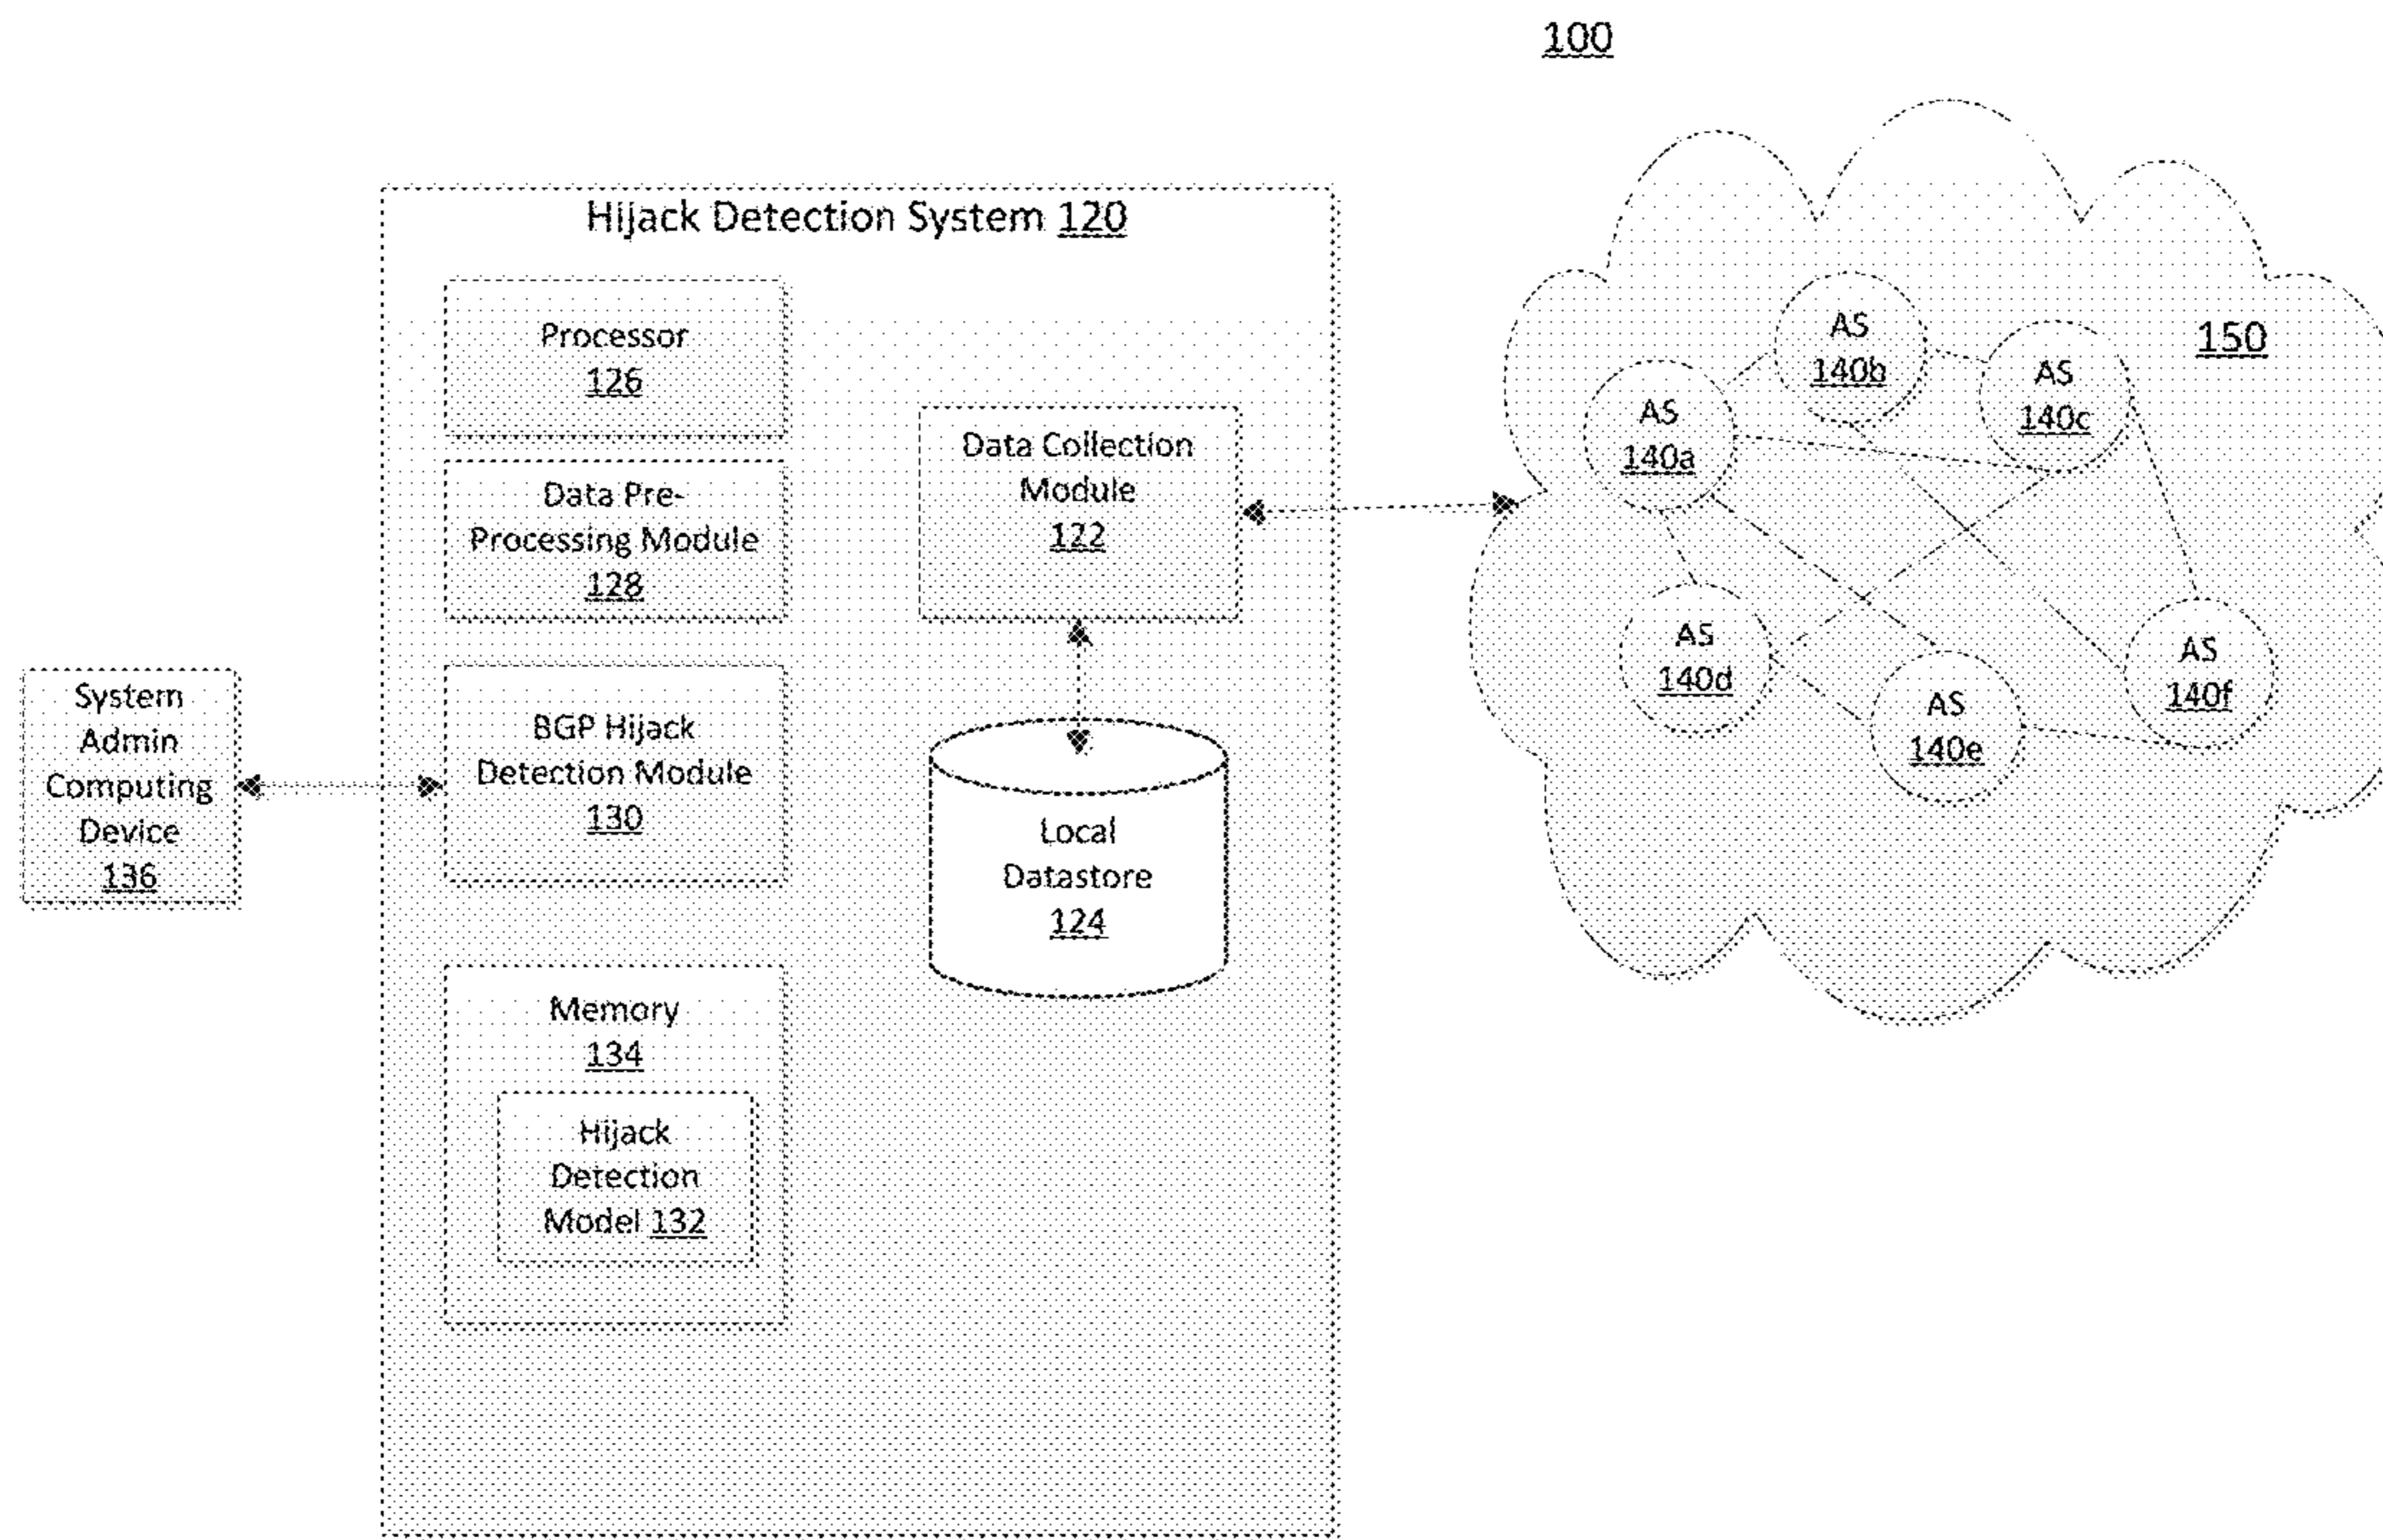 100
Hijack Detection System 120
Processor
126
Data Pre-
Processing Module
128
BGP Hijack
Detection Module
130
Memory
134
Hijack
Detection
Model 132
Data Collection
Module
122
Local
Datastore
124
System
Admin
Computing
Device
136
150
AS
140a
AS
140b
AS
140c
AS
140d
AS
140e
AS
140f